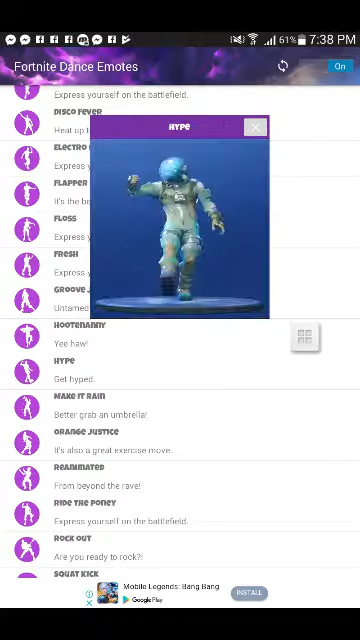 61% 7:38 PM
Fortnite Dance Emotes
On
Express yourself on the battlefield.
DISCO FEVER
Heat up t
HYPE
ELECTRO
Express y
FLAPPER
It's the be
FLOSS
Express y
FRESH
Express y
GROOVE J
Untamed
HOOTENANNY
Yee haw!
HYPE
Get hyped.
MAKE IT RAIN
Better grab an umbrella!
ORANGE JUSTICE
It's also a great exercise move.
REANIMATED
From beyond the rave!
RIDE THE PONEY
Express yourself on the battlefield.
ROCK OUT
Are you ready to rock?!
SQUAT KICK
Mobile Legends: Bang Bang
Google Play
INSTALL